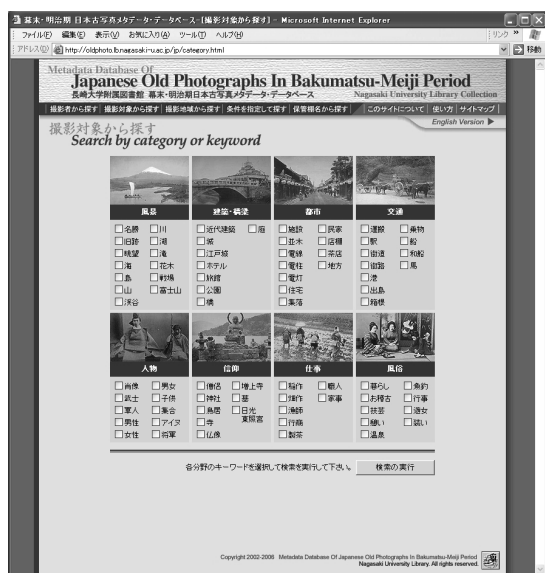 幕末・明治期 日本古写真メタデータ・データベース-[撮影対象から探す] - Microsoft Internet Explorer
ファイル(F) 編集(E) 表示(V) お気に入り(A) ツール(T) ヘルプ(H) リンク »
アドレス(D) http://oldphoto.lb.nagasaki-u.ac.jp/jp/category.html 移動
Metadata Database Of
Japanese Old Photographs In Bakumatsu-Meiji Period
長崎大学附属図書館 幕末・明治期日本古写真メタデータ・データベース Nagasaki University Library Collection
撮影者から探す 撮影対象から探す 撮影地域から探す 条件を指定して探す 保管棚名から探す このサイトについて 使い方 サイトマップ
English Version ▶
撮影対象から探す
Search by category or keyword
風景 建築・橋梁 都市 交通
名勝 川 近代建築 庭 施設 民家 運搬 乗物
旧跡 湖 城 並木 店棚 駅 船
眺望 滝 江戸城 電線 茶店 街道 和船
海 花木 ホテル 電柱 地方 街路 馬
島 戦場 旅館 電灯 港
山 富士山 公園 住宅 出島
渓谷 橋 集落 箱根
人物 信仰 仕事 風俗
肖像 男女 僧侶 増上寺 稲作 職人 暮らし 魚釣
武士 子供 神社 墓 畑作 家事 お稽古 行事
軍人 集合 鳥居 日光東照宮 漁師 技芸 遊女
男性 アイヌ 寺 行商 憩い 装い
女性 将軍 仏像 製茶 温泉
各分野のキーワードを選択して検索を実行して下さい。 検索の実行
Copyright 2002-2006 Metadata Database Of Japanese Old Photographs In Bakumatsu-Meiji Period
Nagasaki University Library. All rights reserved.